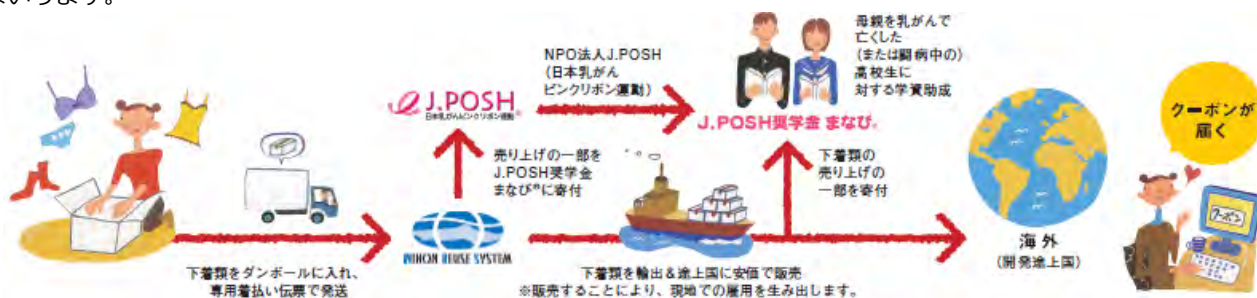 まいります。
NPO法人J.POSH
(日本乳がん
ピンクリボン運動)
母親を乳がんで
亡くした
(または闘病中の)
高校生に
対する学資助成
J.POSH®
日本乳がんピンクリボン運動
J.POSH奨学金 まなび®
クーポンが
届く
売り上げの一部を
J.POSH奨学金
まなび®に寄付
下着類の
売り上げの
一部を寄付
クーポン
NIHON REUSE SYSTEM
海外
(開発途上国)
下着類をダンボールに入れ、
専用着払い伝票で発送
下着類を輸出&途上国に安価で販売
※販売することにより、現地での雇用を生み出します。